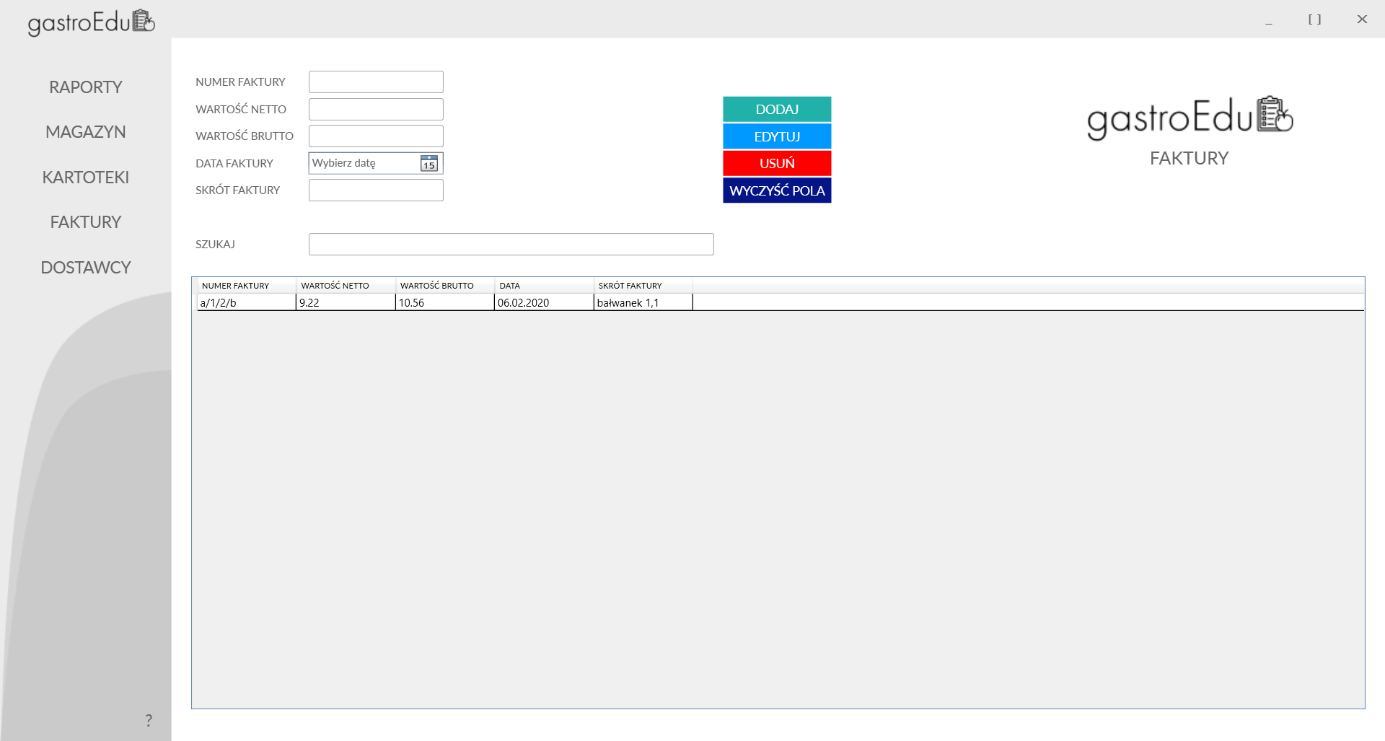 gastroEdu
_ [ ] ×
RAPORTY
MAGAZYN
KARTOTEKI
FAKTURY
DOSTAWCY
?
NUMER FAKTURY
WARTOŚĆ NETTO
WARTOŚĆ BRUTTO
DATA FAKTURY Wybierz datę 15
SKRÓT FAKTURY
DODAJ
EDYTUJ
USUŃ
WYCZYŚĆ POLA
gastroEdu
FAKTURY
SZUKAJ
NUMER FAKTURY WARTOŚĆ NETTO WARTOŚĆ BRUTTO DATA SKRÓT FAKTURY
a/1/2/b 9.22 10.56 06.02.2020 bałwanek 1,1